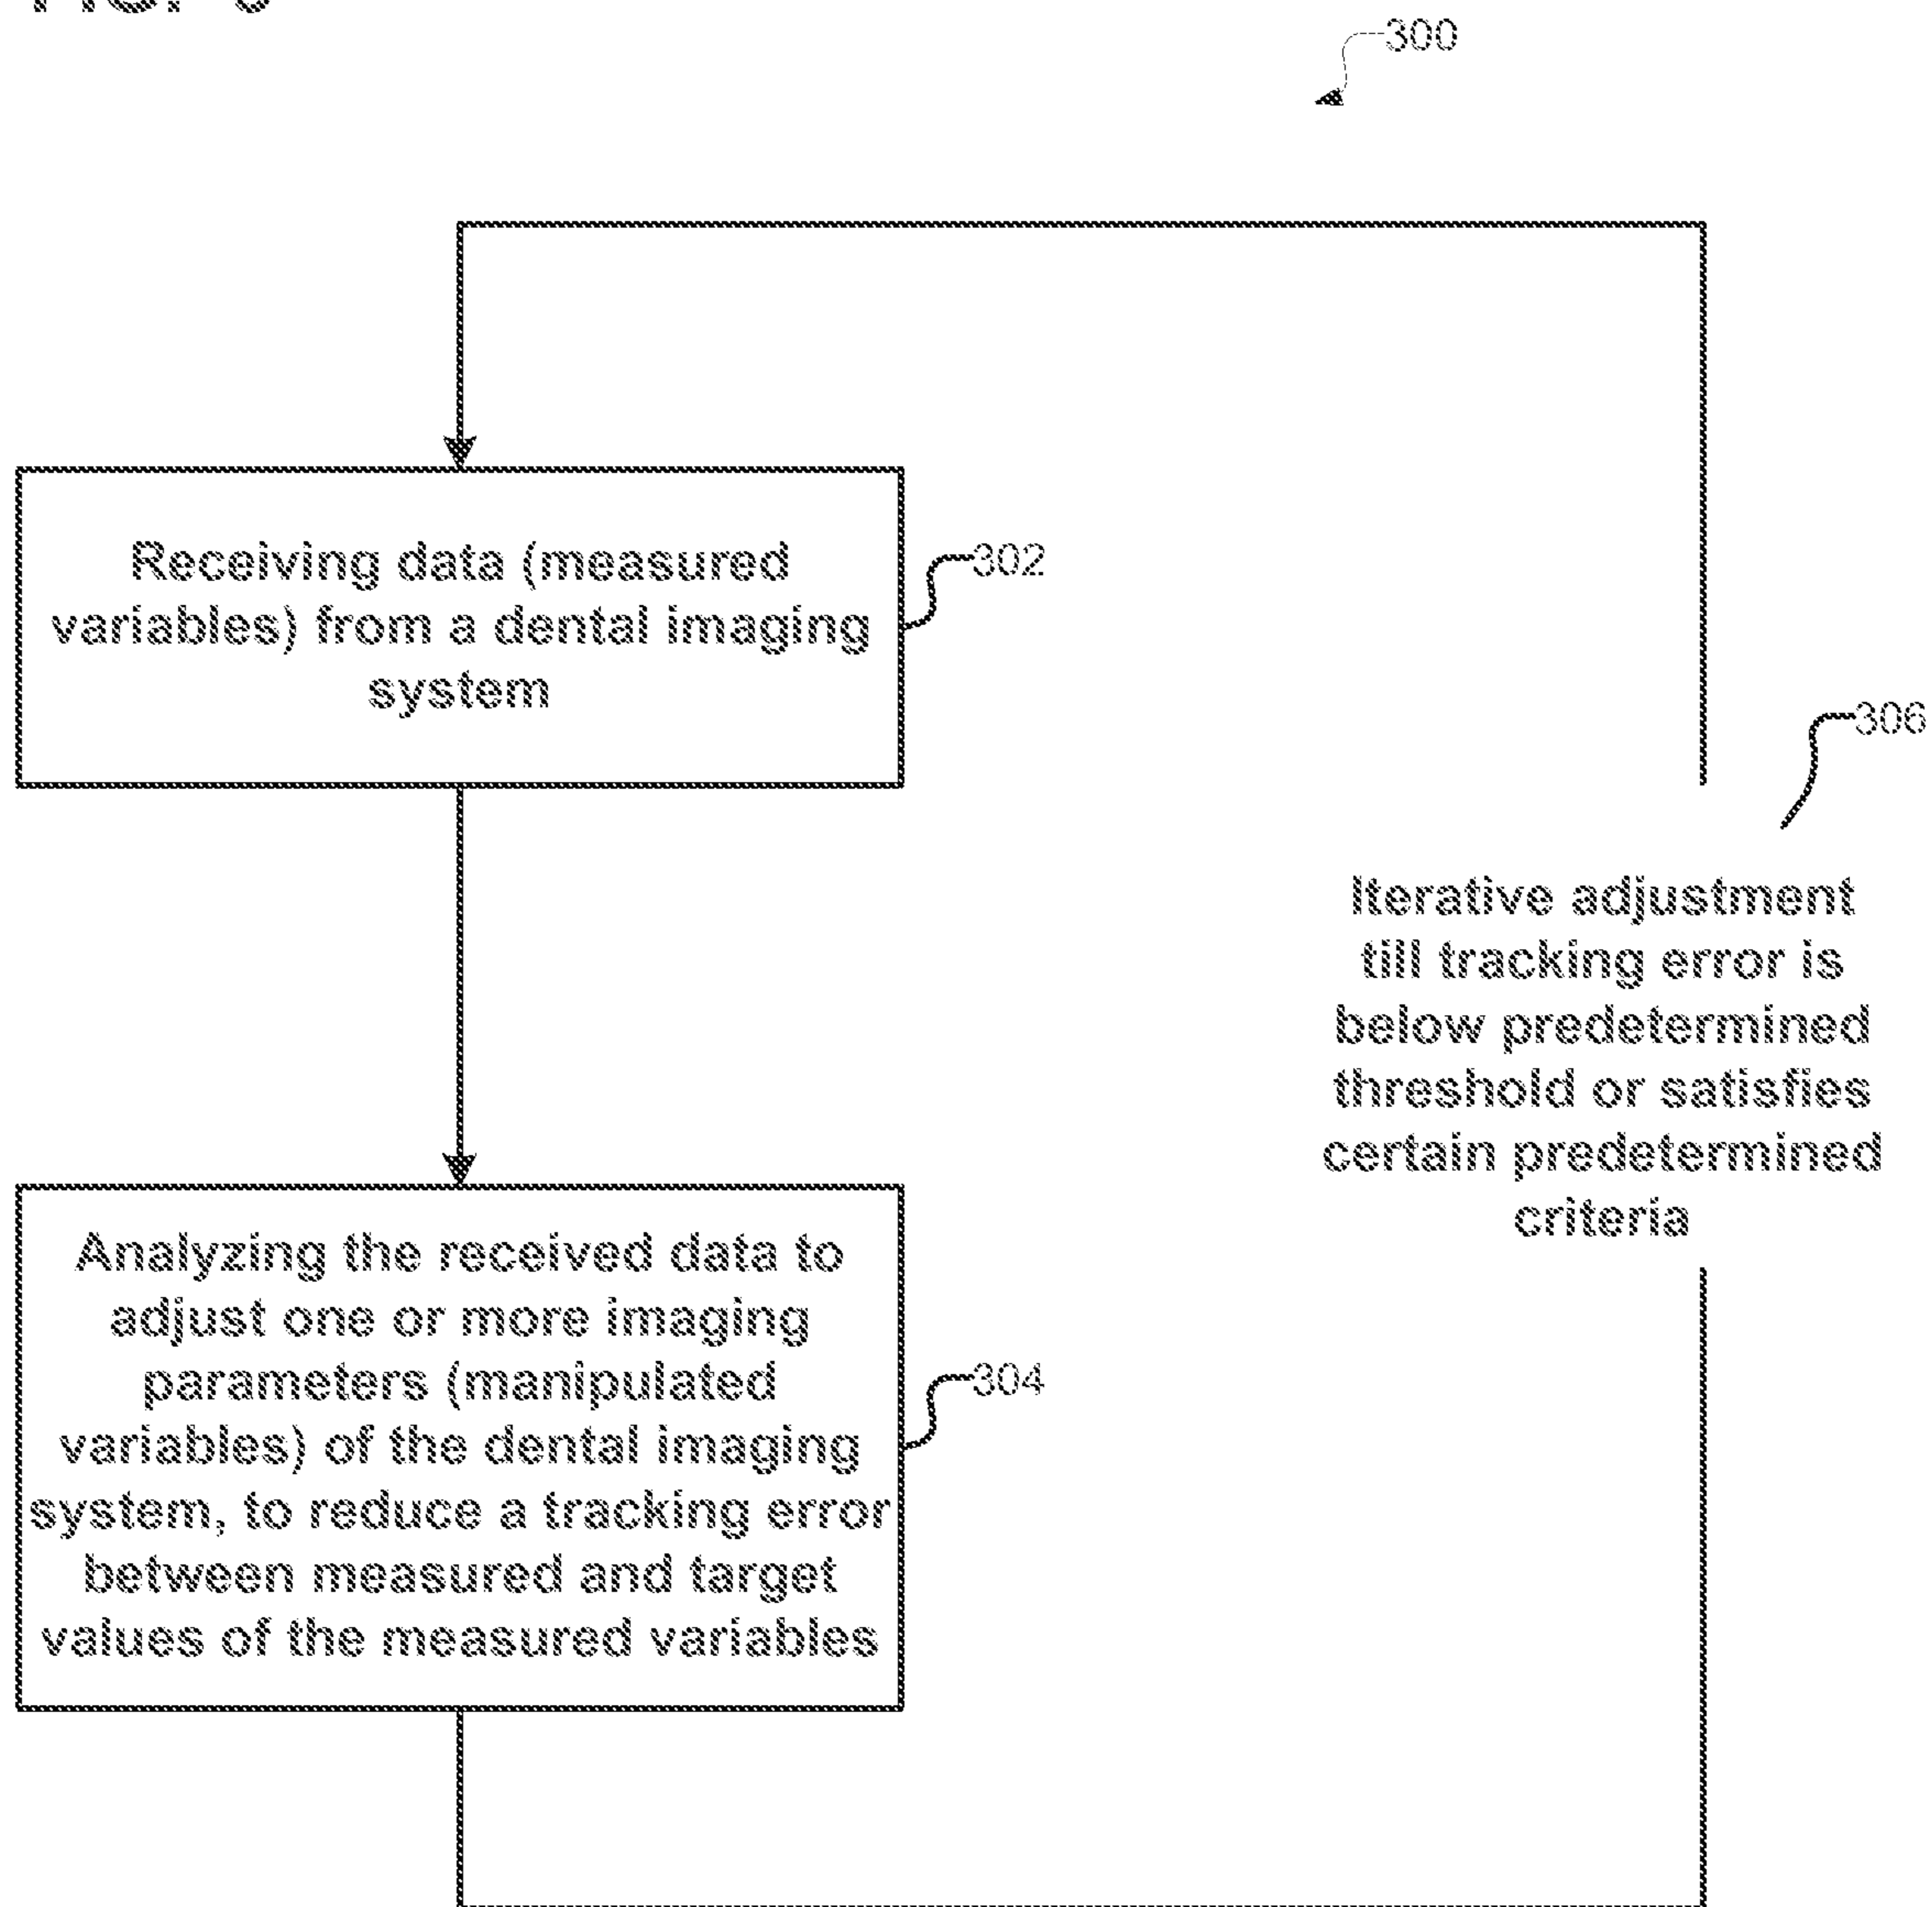 300
Receiving data (measured
variables) from a dental imaging
system
302
306
Iterative adjustment
till tracking error is
below predetermined
threshold or satisfies
certain predetermined
criteria
Analyzing the received data to
adjust one or more imaging
parameters (manipulated
variables) of the dental imaging
system, to reduce a tracking error
between measured and target
values of the measured variables
304